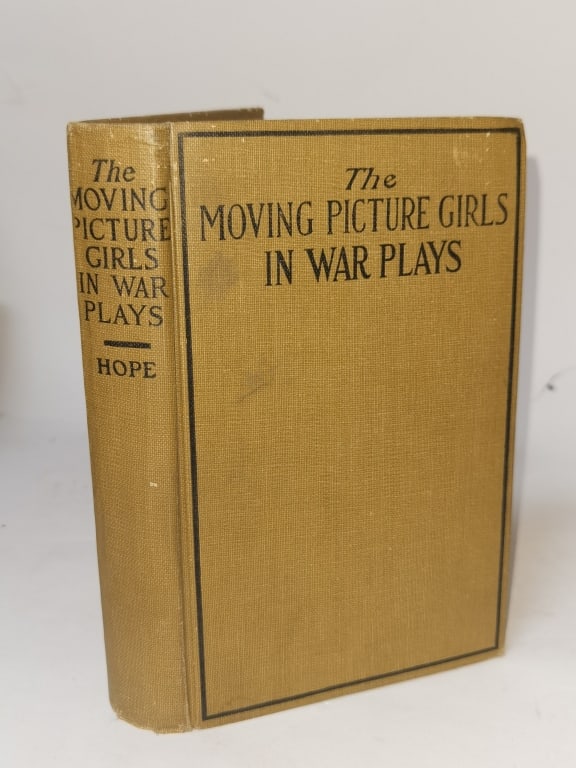 The
MOVING
PICTURE
GIRLS
IN WAR
PLAYS
HOPE
The
MOVING PICTURE GIRLS
IN WAR PLAYS